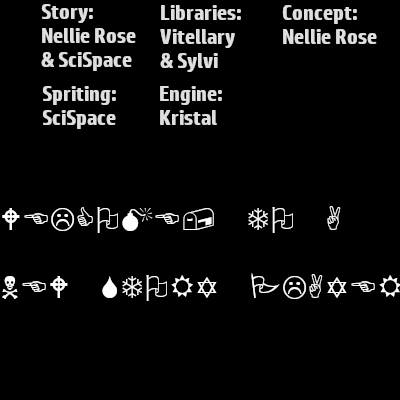 Story: Libraries: Concept:
Nellie Rose Vitellary Nellie Rose
& SciSpace & Sylvi
Spriting: Engine:
SciSpace Kristal
🕈☜☹👍⚐💣☜📪 ❄⚐ ✌
☠☜🕈 💧❄⚐☼✡ 🏱☹✌✡☜☼